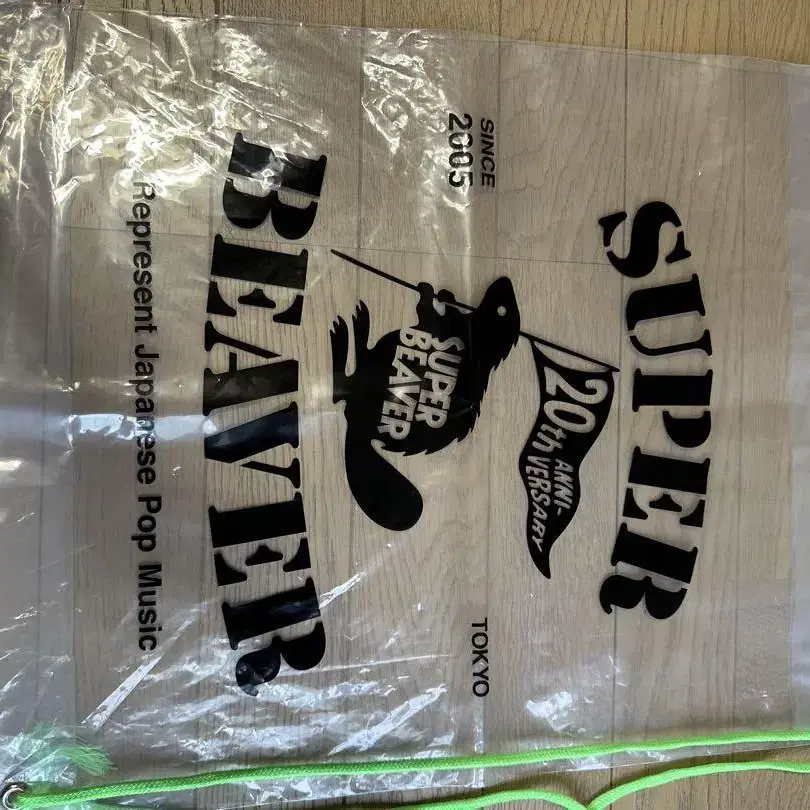 SUPER
20th
ANNI-
VERSARY
SINCE
2005
TOKYO
SUPER
BEAVER
BEAVER
Represent Japanese Pop Music